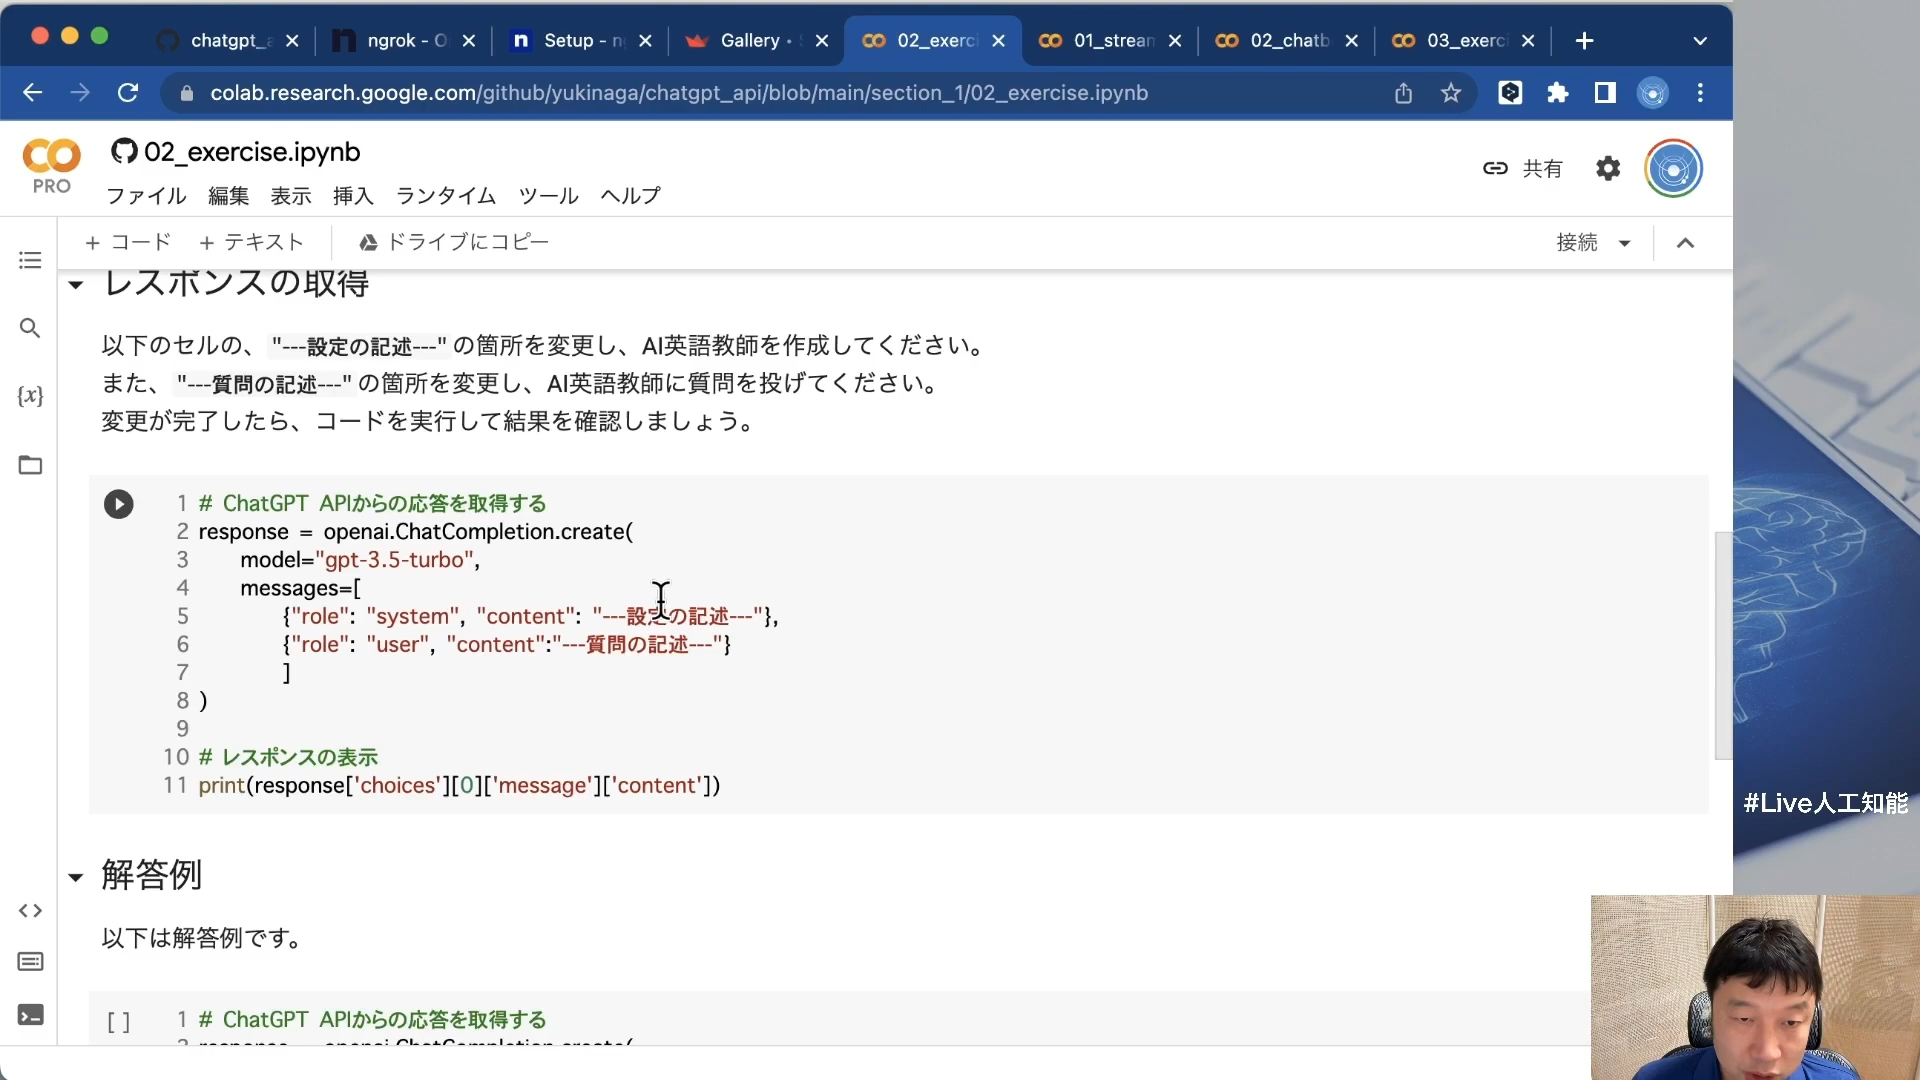 chatgpt_a
ngrok - O
Setup - n
Gallery •
02_exerci
01_strean
02_chatb
03_exerci
colab.research.google.com/github/yukinaga/chatgpt_api/blob/main/section_1/02_exercise.ipynb
PRO
02_exercise.ipynb
共有
ファイル 編集 表示 挿入 ランタイム ツール ヘルプ
+ コード + テキスト ドライブにコピー
接続
レスポンスの取得
以下のセルの、 "---設定の記述---" の箇所を変更し、AI英語教師を作成してください。
また、 "---質問の記述---" の箇所を変更し、AI英語教師に質問を投げてください。
変更が完了したら、コードを実行して結果を確認しましょう。
1 # ChatGPT APIからの応答を取得する
2 response = openai.ChatCompletion.create(
3 model="gpt-3.5-turbo",
4 messages=[
5 {"role": "system", "content": "---設定の記述---"},
6 {"role": "user", "content":"---質問の記述---"}
7 ]
8 )
9
10 # レスポンスの表示
11 print(response['choices'][0]['message']['content'])
解答例
以下は解答例です。
[ ] 1 # ChatGPT APIからの応答を取得する
2 response = openai.ChatCompletion.create(
#Live人工知能